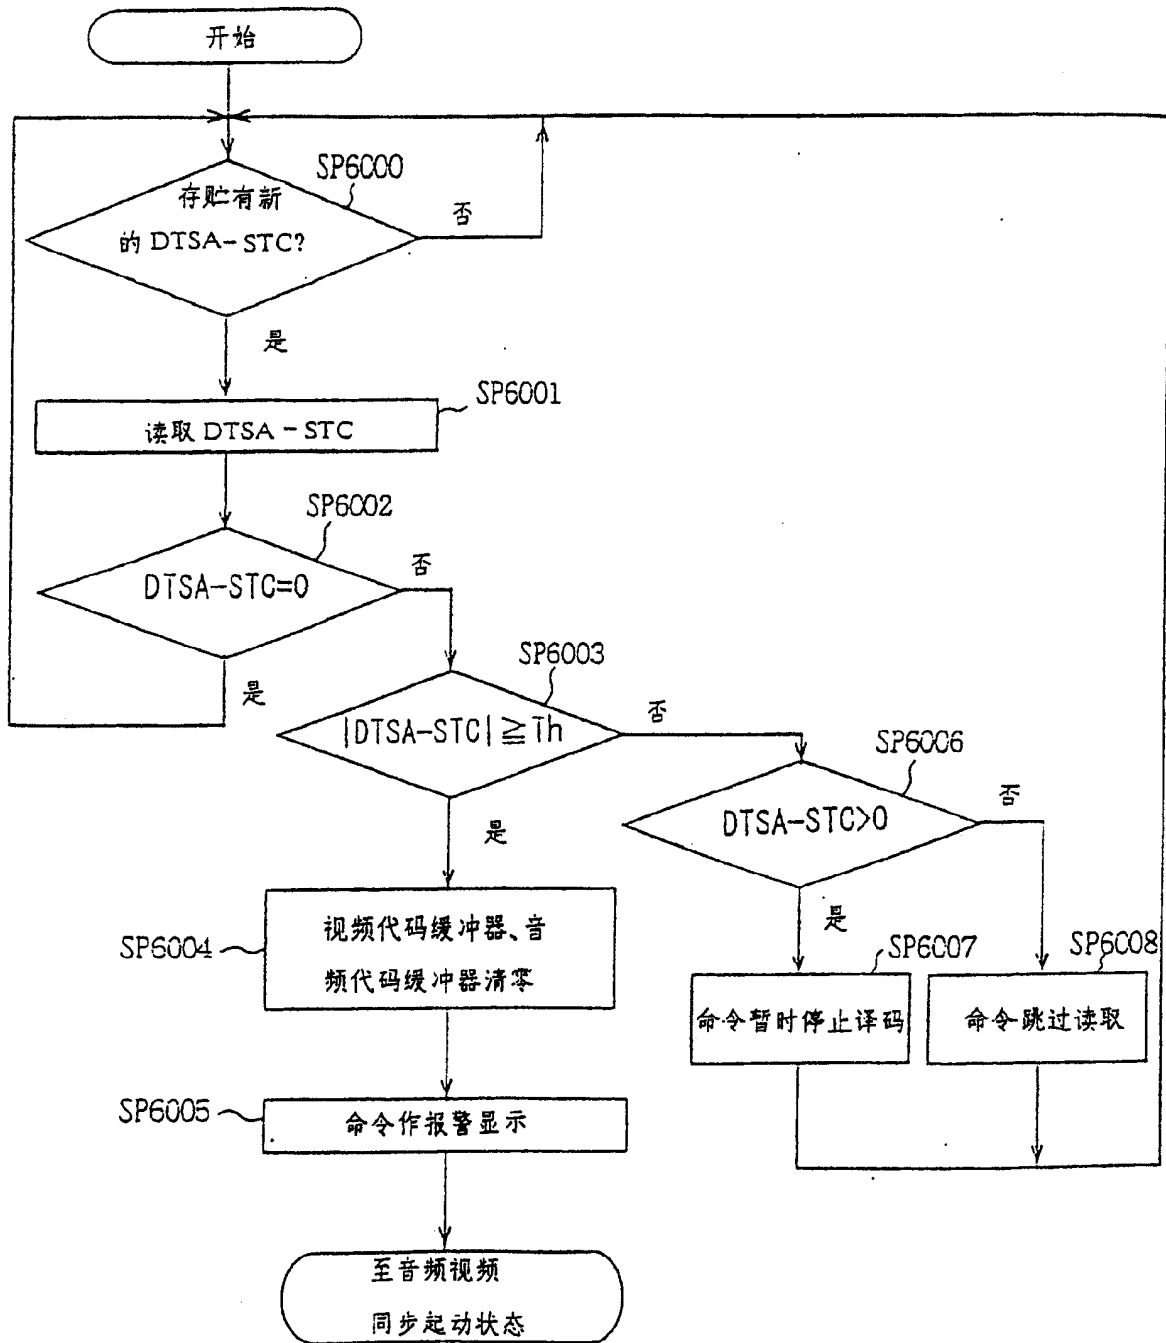 开始
SP6000
存贮有新
的 DTSA-STC?
否
是
SP6001
读取 DTSA-STC
SP6002
DTSA-STC=0
否
是
SP6003
|DTSA-STC|≧Th
否
是
SP6006
DTSA-STC>0
否
是
SP6004
视频代码缓冲器、音
频代码缓冲器清零
SP6007
命令暂时停止译码
SP6008
命令跳过读取
SP6005
命令作报警显示
至音频视频
同步起动状态